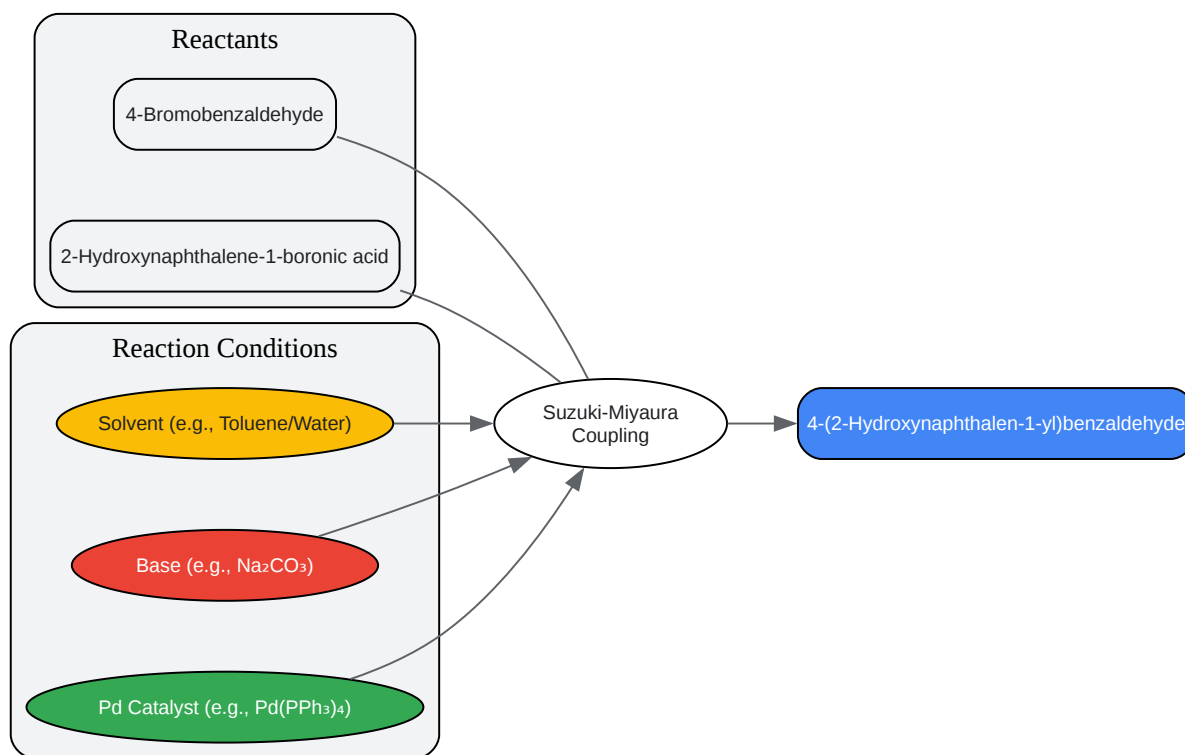 Reactants
4-Bromobenzaldehyde
2-Hydroxynaphthalene-1-boronic acid
Reaction Conditions
Solvent (e.g., Toluene/Water)
Base (e.g., Na₂CO₃)
Pd Catalyst (e.g., Pd(PPh₃)₄)
Suzuki-Miyaura
Coupling
4-(2-Hydroxynaphthalen-1-yl)benzaldehyde